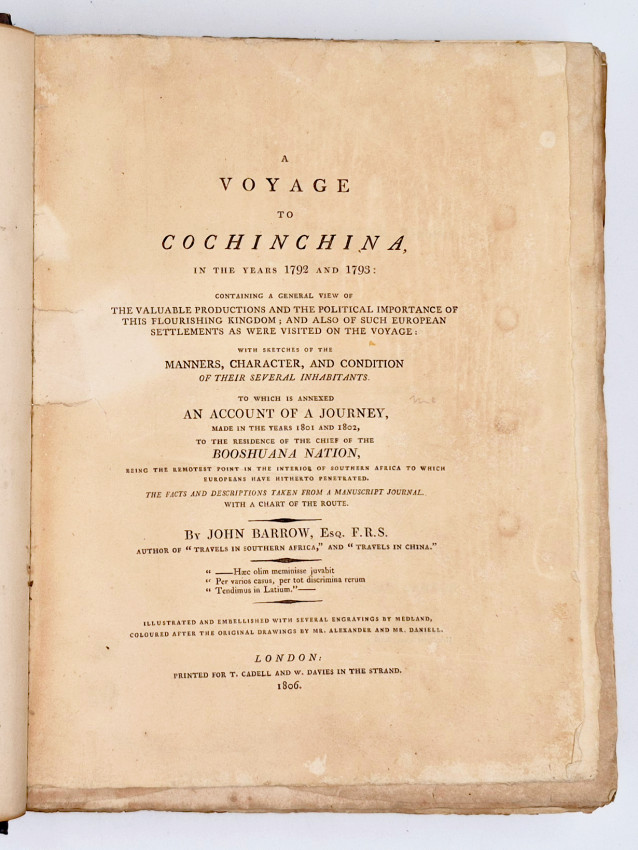 A
VOYAGE
TO
COCHINCHINA,
IN THE YEARS 1792 AND 1793:
CONTAINING A GENERAL VIEW OF
THE VALUABLE PRODUCTIONS AND THE POLITICAL IMPORTANCE OF
THIS FLOURISHING KINGDOM; AND ALSO OF SUCH EUROPEAN
SETTLEMENTS AS WERE VISITED ON THE VOYAGE:
WITH SKETCHES OF THE
MANNERS, CHARACTER, AND CONDITION
OF THEIR SEVERAL INHABITANTS.
TO WHICH IS ANNEXED
AN ACCOUNT OF A JOURNEY,
MADE IN THE YEARS 1801 AND 1802,
TO THE RESIDENCE OF THE CHIEF OF THE
BOOSHUANA NATION,
BEING THE REMOTEST POINT IN THE INTERIOR OF SOUTHERN AFRICA TO WHICH
EUROPEANS HAVE HITHERTO PENETRATED.
THE FACTS AND DESCRIPTIONS TAKEN FROM A MANUSCRIPT JOURNAL.
WITH A CHART OF THE ROUTE.
BY JOHN BARROW, ESQ. F.R.S.
AUTHOR OF "TRAVELS IN SOUTHERN AFRICA," AND "TRAVELS IN CHINA."
" ——Hæc olim meminisse juvabit
" Per varios casus, per tot discrimina rerum
" Tendimus in Latium."——
ILLUSTRATED AND EMBELLISHED WITH SEVERAL ENGRAVINGS BY MEDLAND,
COLOURED AFTER THE ORIGINAL DRAWINGS BY MR. ALEXANDER AND MR. DANIELL.
LONDON:
PRINTED FOR T. CADELL AND W. DAVIES IN THE STRAND.
1806.